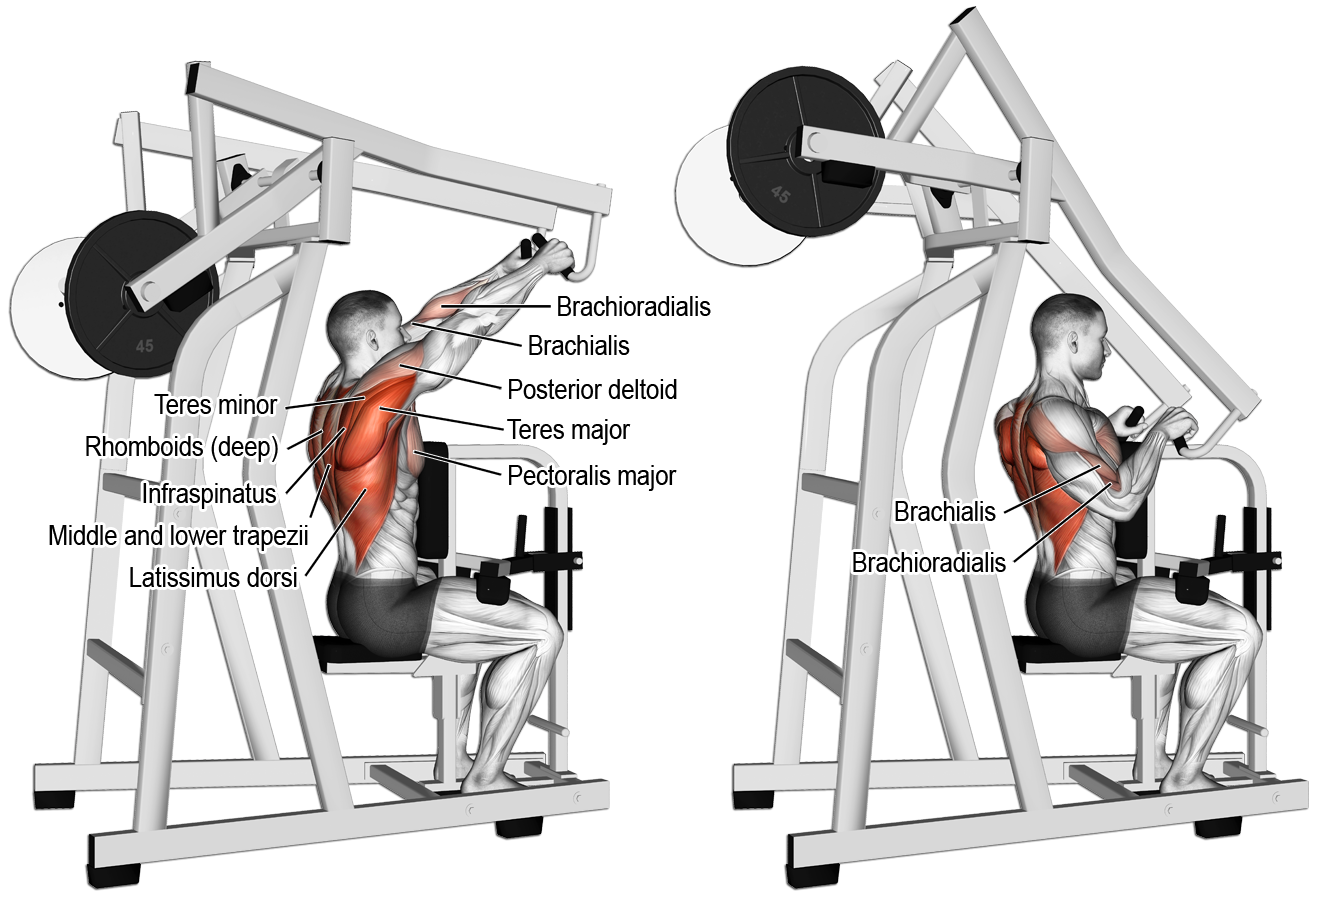 Brachioradialis
Brachialis
Posterior deltoid
Teres minor
Teres major
Rhomboids (deep)
Pectoralis major
Infraspinatus
Middle and lower trapezii
Latissimus dorsi
45
45
Brachialis
Brachioradialis